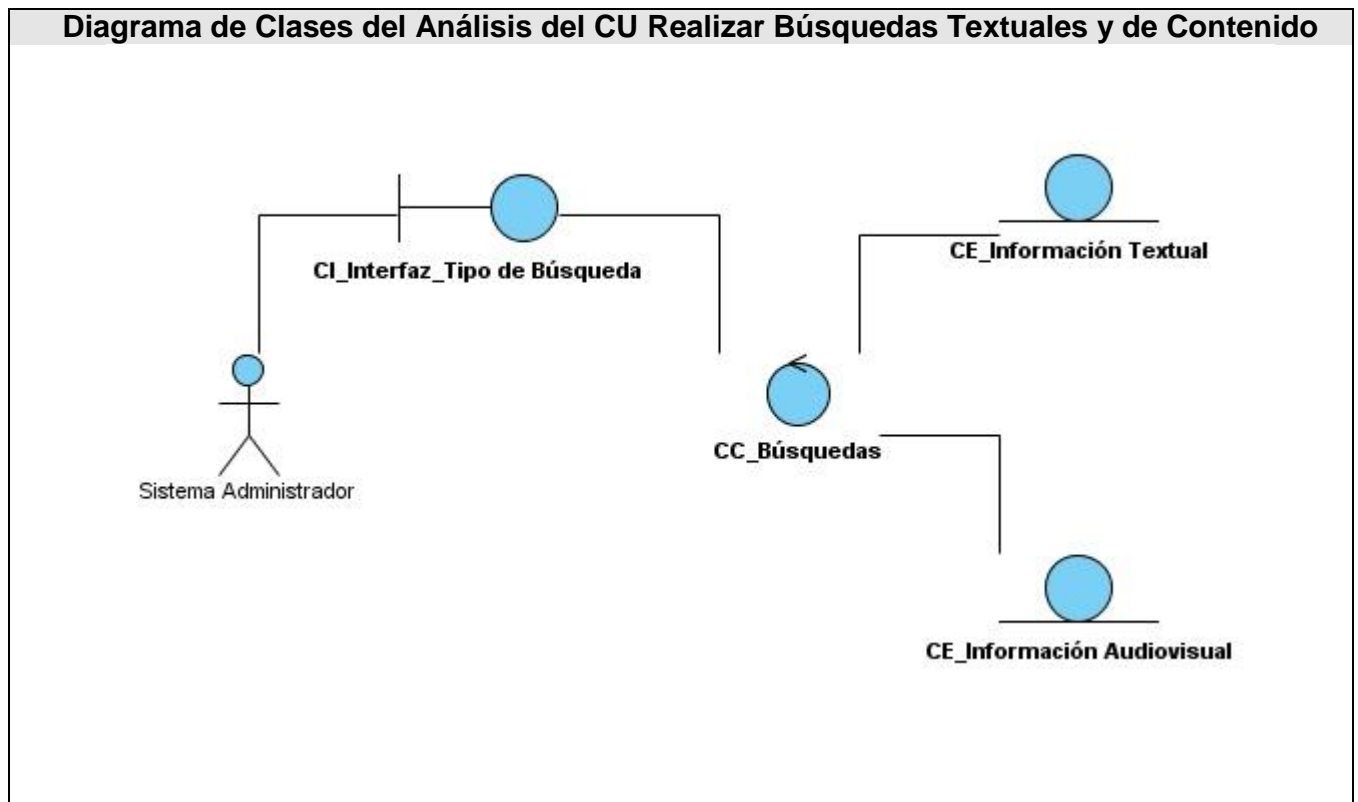 Diagrama de Clases del Análisis del CU Realizar Búsquedas Textuales y de Contenido
CI_Interfaz_Tipo de Búsqueda
CE_Información Textual
CC_Búsquedas
Sistema Administrador
CE_Información Audiovisual